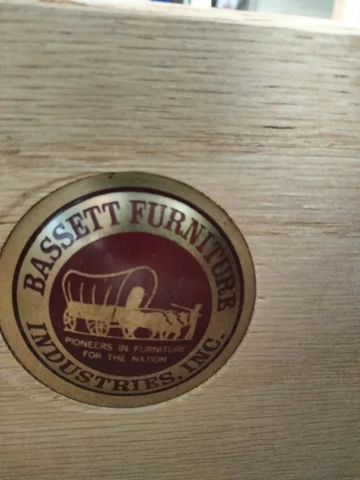 BASSETT FURNITURE
PIONEERS IN FURNITURE
FOR THE NATION
INDUSTRIES, INC.